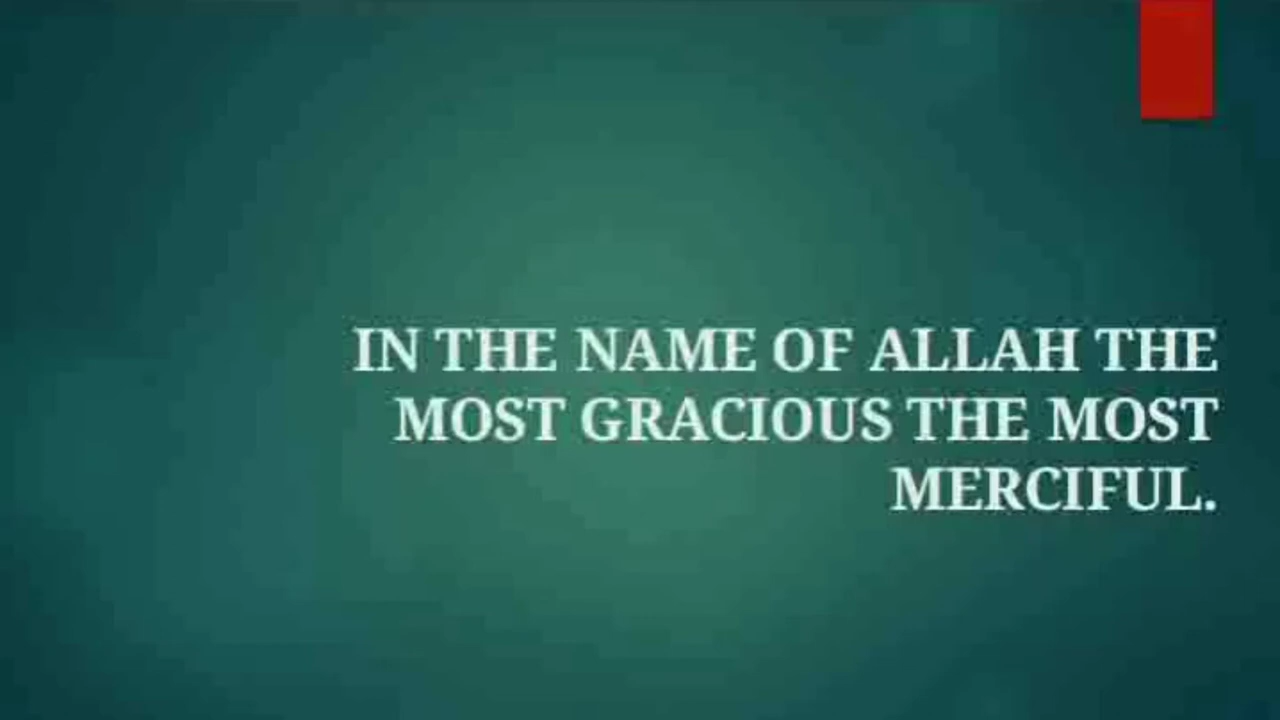 IN THE NAME OF ALLAH THE
MOST GRACIOUS THE MOST
MERCIFUL.